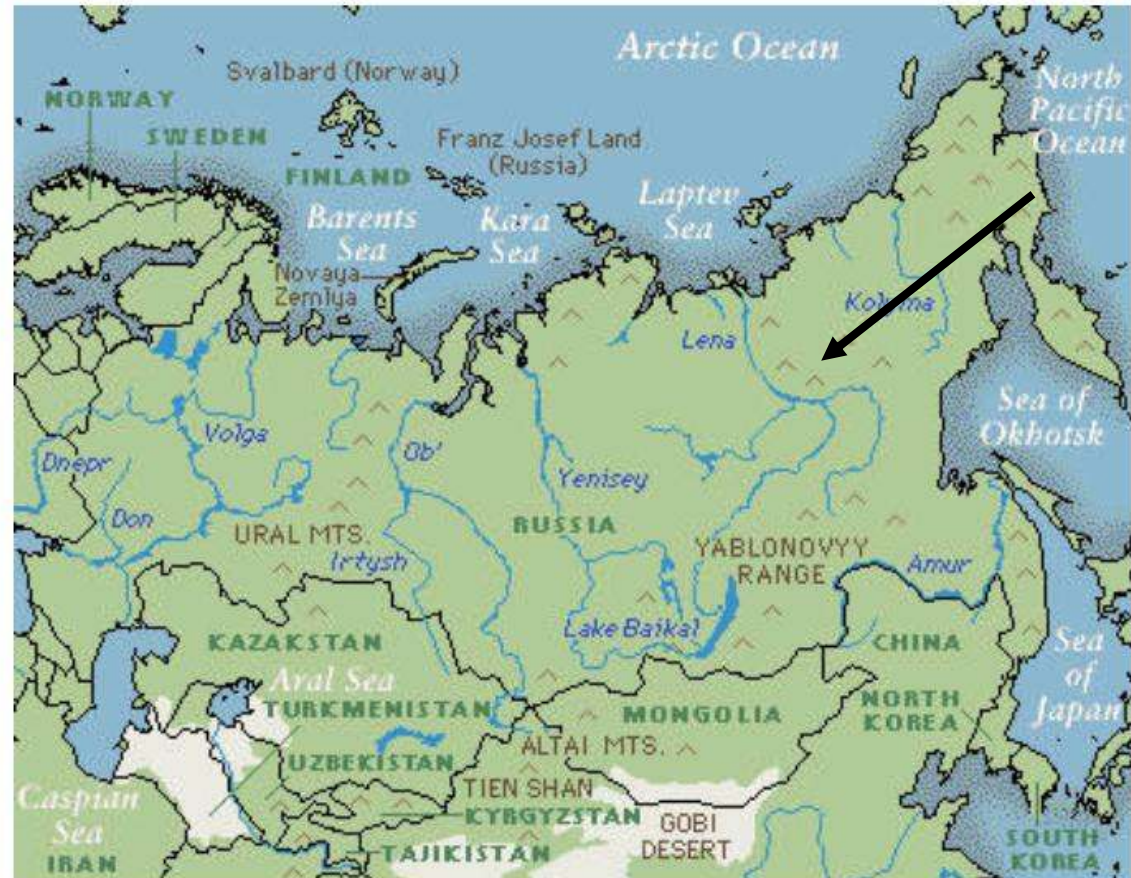 Arctic Ocean
Svalbard (Norway)
NORWAY
SWEDEN
FINLAND
Franz Josef Land
(Russia)
North
Pacific
Ocean
Barents
Sea
Kara
Sea
Laptev
Sea
Novaya
Zemlya
Kolyma
Lena
Sea of
Okhotsk
Volga
Ob'
Dnepr
Yenisey
Don
RUSSIA
URAL MTS.
Irtysh
YABLONOVYY
RANGE
Amur
Lake Baikal
KAZAKSTAN
CHINA
Sea
of
Japan
Aral Sea
TURKMENISTAN
MONGOLIA
NORTH
KOREA
UZBEKISTAN
ALTAI MTS.
TIEN SHAN
KYRGYZSTAN
Caspian
Sea
GOBI
DESERT
IRAN
TAJIKISTAN
SOUTH
KOREA